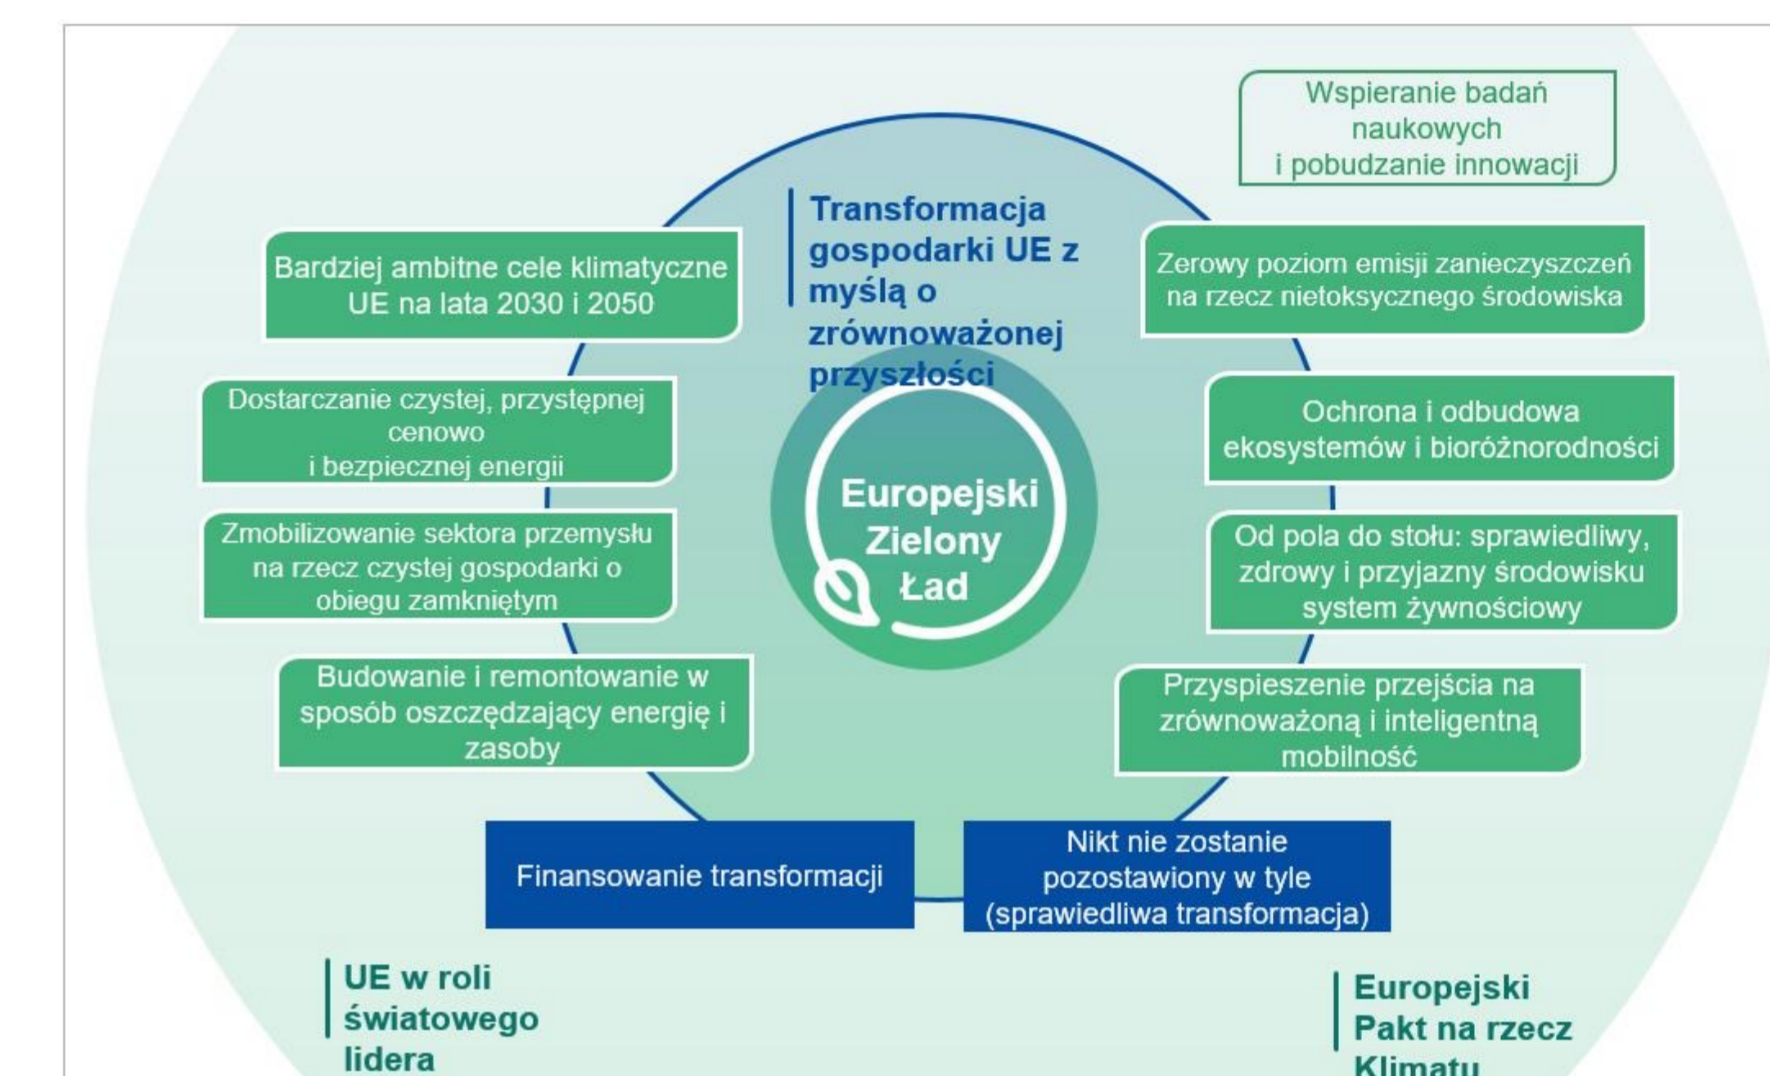 Wspieranie badań
naukowych
i pobudzanie innowacji
Transformacja
gospodarki UE z
myślą o
zrównoważonej
przyszłości
Bardziej ambitne cele klimatyczne
UE na lata 2030 i 2050
Dostarczanie czystej, przystępnej
cenowo
i bezpiecznej energii
Zmobilizowanie sektora przemysłu
na rzecz czystej gospodarki o
obiegu zamkniętym
Budowanie i remontowanie w
sposób oszczędzający energię i
zasoby
Europejski
Zielony
Ład
Zerowy poziom emisji zanieczyszczeń
na rzecz nietoksycznego środowiska
Ochrona i odbudowa
ekosystemów i bioróżnorodności
Od pola do stołu: sprawiedliwy,
zdrowy i przyjazny środowisku
system żywnościowy
Przyspieszenie przejścia na
zrównoważoną i inteligentną
mobilność
Finansowanie transformacji
Nikt nie zostanie
pozostawiony w tyle
(sprawiedliwa transformacja)
UE w roli
światowego
lidera
Europejski
Pakt na rzecz
Klimatu